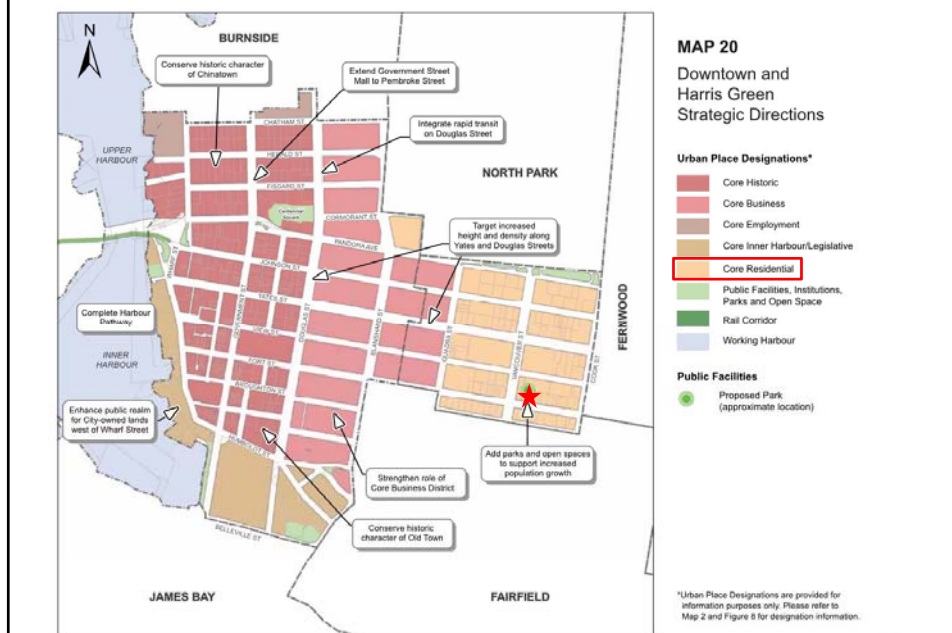 N
BURNSIDE
Conserve historic character
of Chinatown
Extend Government Street
Mall to Pembroke Street
CHATHAM ST.
Integrate rapid transit
on Douglas Street
UPPER
HARBOUR
HERALD ST
FISGARD ST
NORTH PARK
Centennial
Square
CORMORANT ST
PANDORA AVE
Target increased
height and density along
Yates and Douglas Streets
JOHNSON ST
WHARF ST
YATES ST
GOVERNMENT ST
DOUGLAS ST
BLANSHARD ST
QUADRA ST
VANCOUVER ST
COOK ST
FERNWOOD
Complete Harbour
Pathway
FORT ST
INNER
HARBOUR
BROUGHTON ST
Enhance public realm
for City-owned lands
west of Wharf Street
HUMBOLDT ST
Add parks and open spaces
to support increased
population growth
Strengthen role of
Core Business District
Conserve historic
character of Old Town
BELLEVILLE ST
JAMES BAY
FAIRFIELD
MAP 20
Downtown and
Harris Green
Strategic Directions
Urban Place Designations*
Core Historic
Core Business
Core Employment
Core Inner Harbour/Legislative
Core Residential
Public Facilities, Institutions,
Parks and Open Space
Rail Corridor
Working Harbour
Public Facilities
Proposed Park
(approximate location)
*Urban Place Designations are provided for
information purposes only. Please refer to
Map 2 and Figure 8 for designation information.